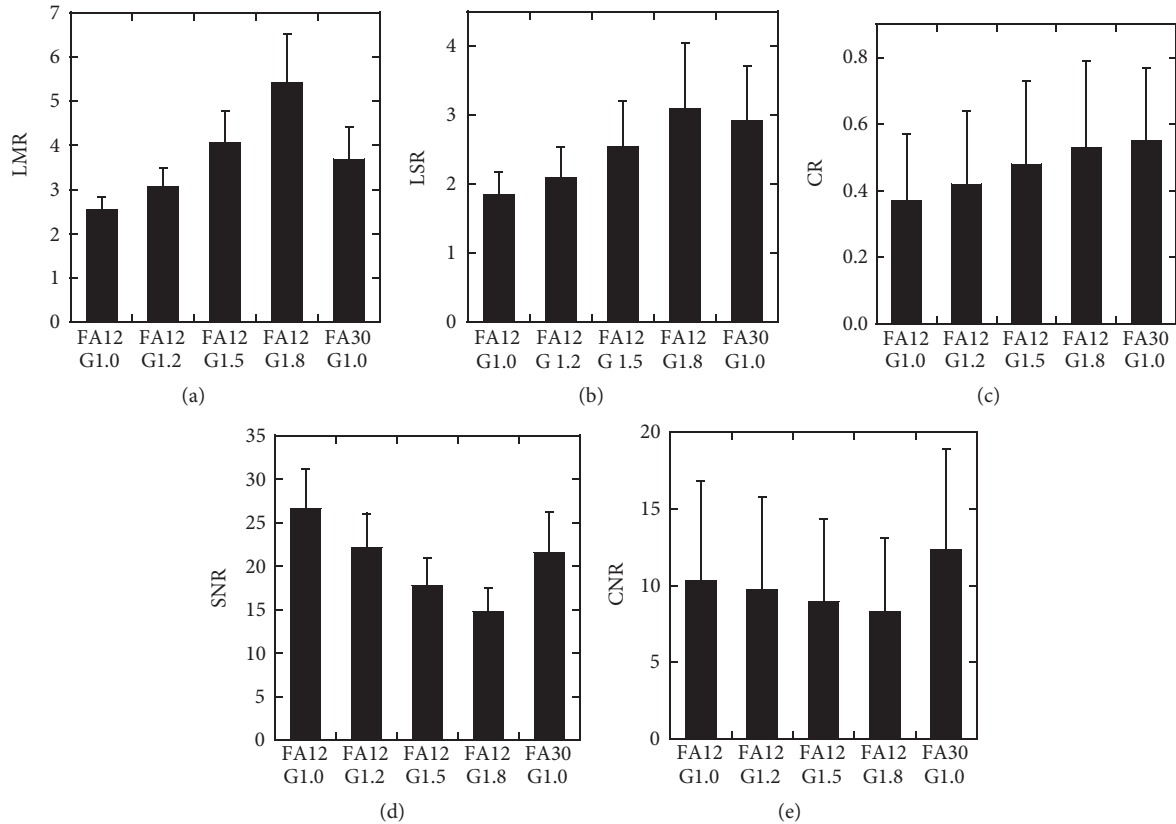 7
6
5
4
3
2
1
0
LMR
FA12 FA12 FA12 FA12 FA30
G1.0 G1.2 G1.5 G1.8 G1.0
(a)
4
3
2
1
0
LSR
FA12 FA12 FA12 FA12 FA30
G1.0 G 1.2 G 1.5 G1.8 G1.0
(b)
0.8
0.6
0.4
0.2
0.0
CR
FA12 FA12 FA12 FA12 FA30
G1.0 G1.2 G1.5 G1.8 G1.0
(c)
35
30
25
20
15
10
5
0
SNR
FA12 FA12 FA12 FA12 FA30
G1.0 G1.2 G1.5 G1.8 G1.0
(d)
20
15
10
5
0
CNR
FA12 FA12 FA12 FA12 FA30
G1.0 G1.2 G1.5 G1.8 G1.0
(e)